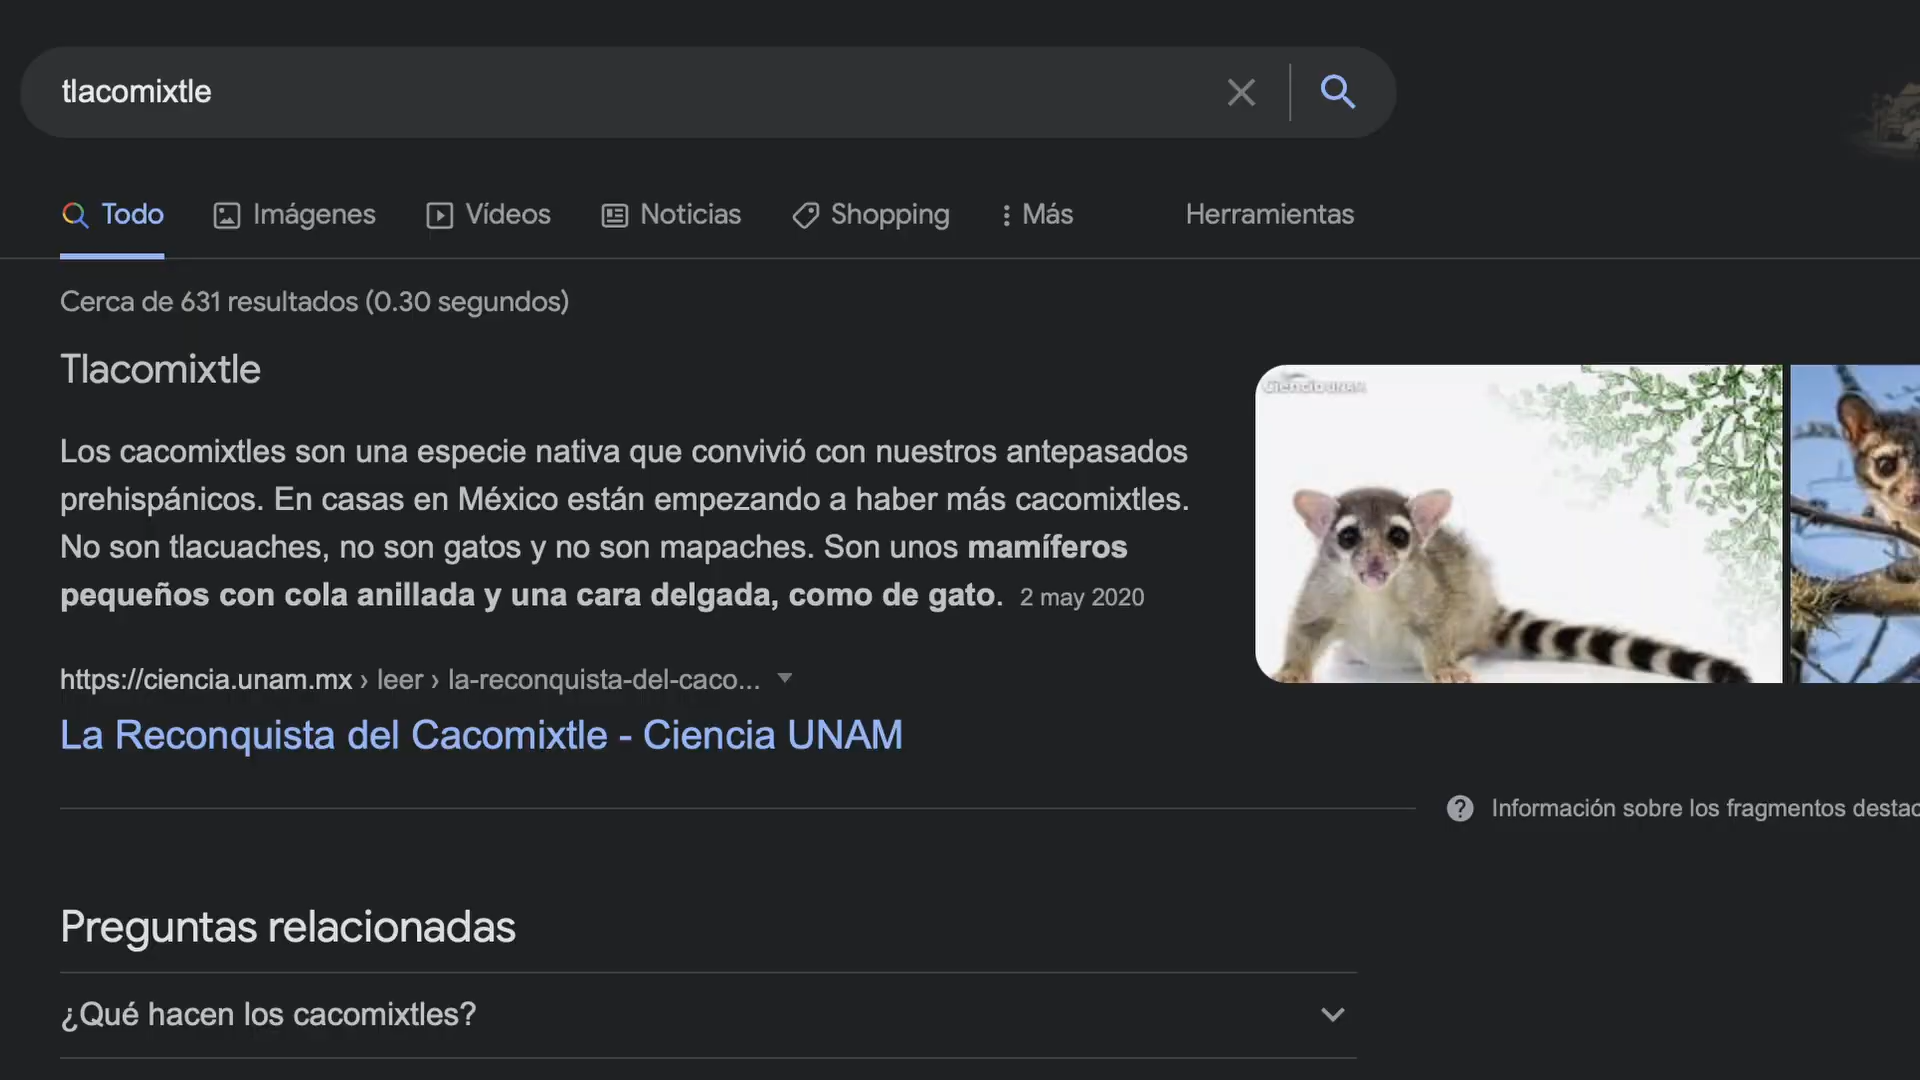 tlacomixtle
Todo Imágenes Vídeos Noticias Shopping Más Herramientas
Cerca de 631 resultados (0.30 segundos)
Tlacomixtle
Los cacomixtles son una especie nativa que convivió con nuestros antepasados
prehispánicos. En casas en México están empezando a haber más cacomixtles.
No son tlacuaches, no son gatos y no son mapaches. Son unos mamíferos
pequeños con cola anillada y una cara delgada, como de gato. 2 may 2020
Ciencia UNAM
https://ciencia.unam.mx › leer › la-reconquista-del-caco...
La Reconquista del Cacomixtle - Ciencia UNAM
Información sobre los fragmentos destac
Preguntas relacionadas
¿Qué hacen los cacomixtles?